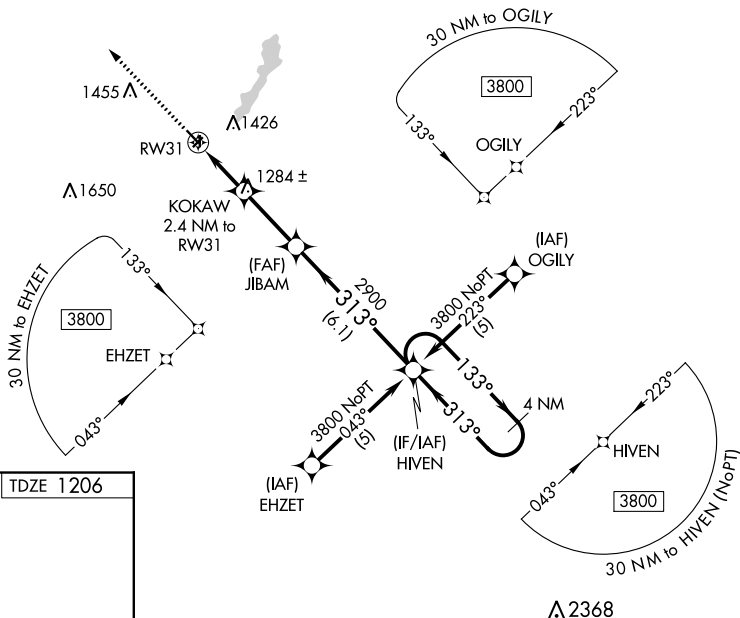 30 NM to OGILY
3800
133°
223°
OGILY
1455
1426
RW31
1284 ±
1650
KOKAW
2.4 NM to
RW31
(FAF)
JIBAM
(IAF)
OGILY
2900
313°
(6.1)
3800 NoPT
223°
(5)
30 NM to EHZET
133°
3800
EHZET
043°
133°
313°
4 NM
3800 NoPT
043°
(5)
(IF/IAF)
HIVEN
(IAF)
EHZET
223°
HIVEN
043°
3800
30 NM to HIVEN (NoPT)
TDZE 1206
2368